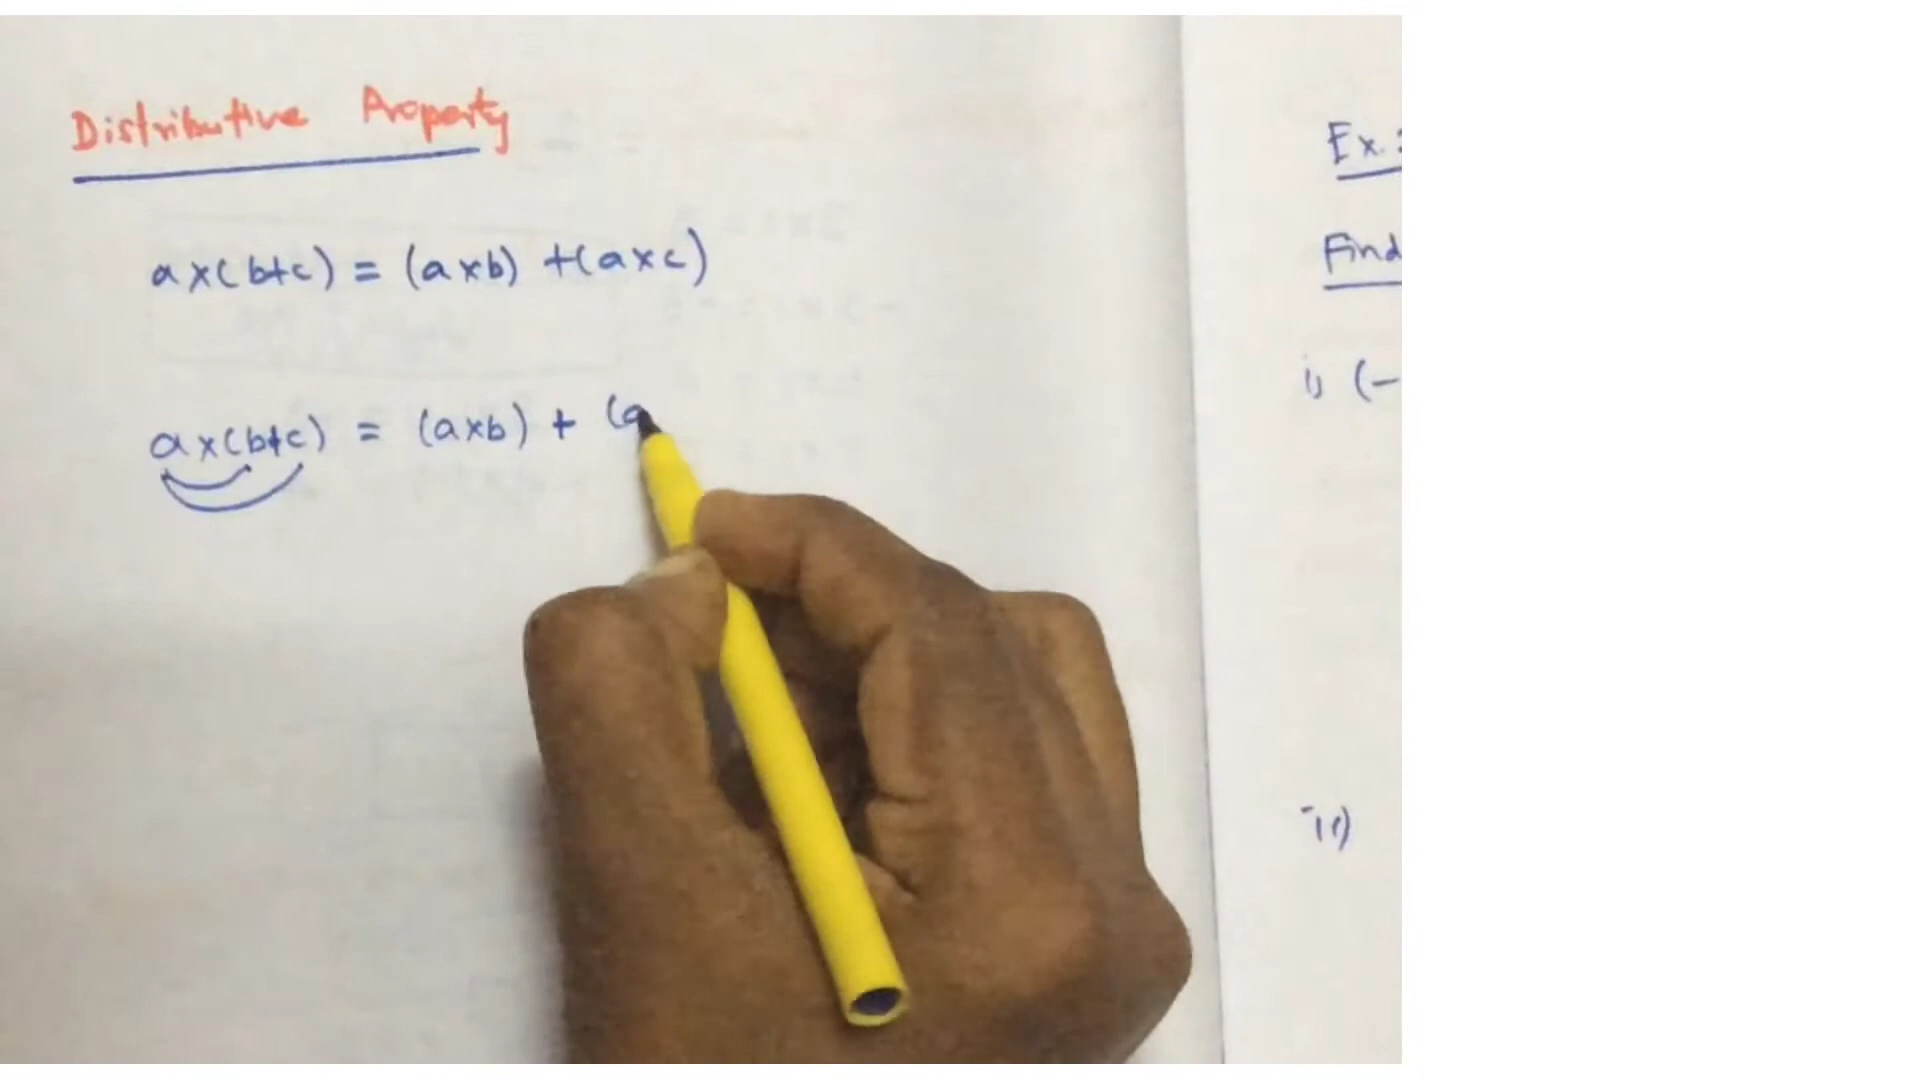 Distributive Property
a×(b+c) = (a×b) +(a×c)
a×(b+c) = (a×b) + (a
Ex.:
Find
i) (-
ii)